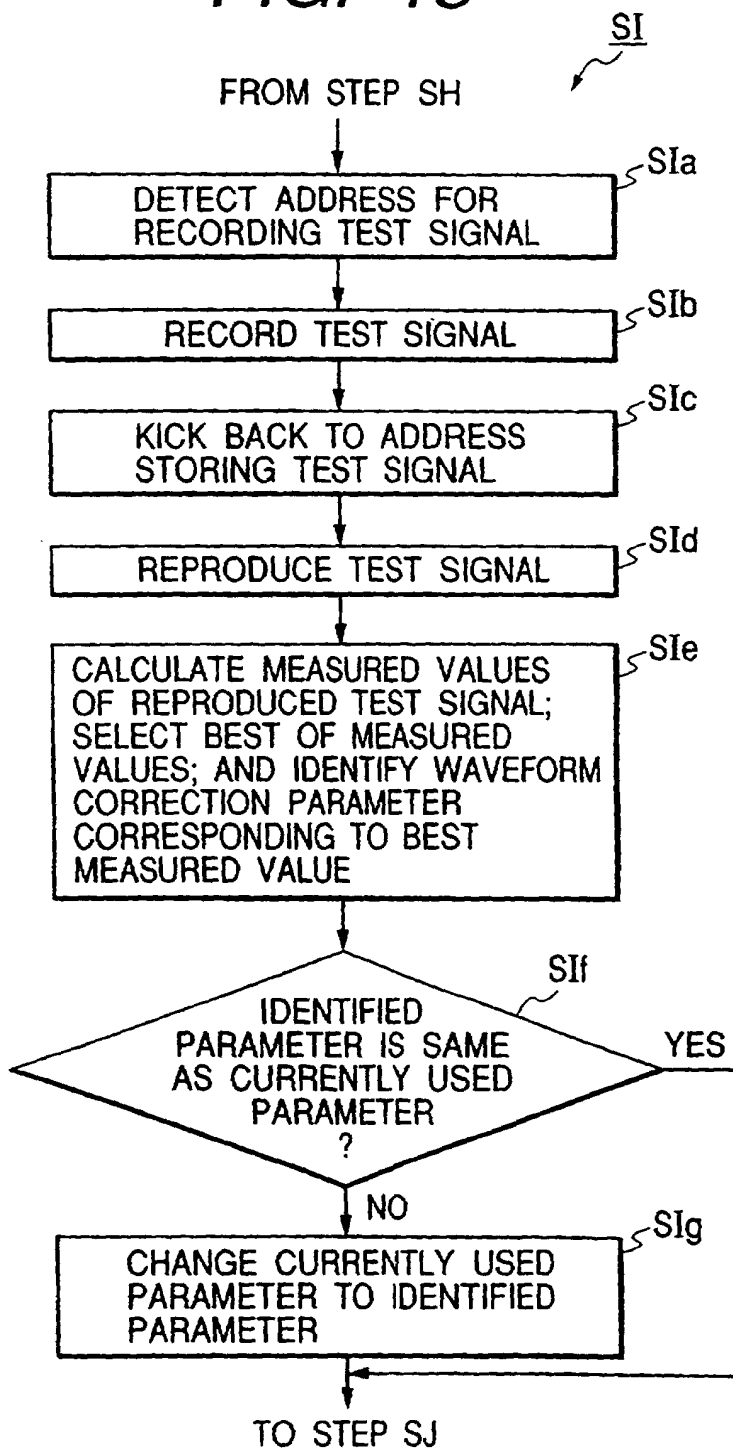 SI
FROM STEP SH
SIa
DETECT ADDRESS FOR
RECORDING TEST SIGNAL
SIb
RECORD TEST SIGNAL
SIc
KICK BACK TO ADDRESS
STORING TEST SIGNAL
SId
REPRODUCE TEST SIGNAL
SIe
CALCULATE MEASURED VALUES
OF REPRODUCED TEST SIGNAL;
SELECT BEST OF MEASURED
VALUES; AND IDENTIFY WAVEFORM
CORRECTION PARAMETER
CORRESPONDING TO BEST
MEASURED VALUE
SIf
IDENTIFIED
PARAMETER IS SAME
AS CURRENTLY USED
PARAMETER
?
YES
NO
SIg
CHANGE CURRENTLY USED
PARAMETER TO IDENTIFIED
PARAMETER
TO STEP SJ